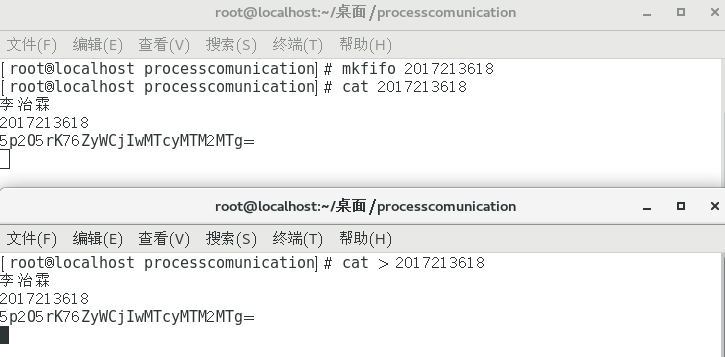 root@localhost:~/桌面/processcomunication
文件(F) 编辑(E) 查看(V) 搜索(S) 终端(T) 帮助(H)
[root@localhost processcomunication]# mkfifo 2017213618
[root@localhost processcomunication]# cat 2017213618
李治霖
2017213618
5p2O5rK76ZyWCjIwMTcyMTM2MTg=
root@localhost:~/桌面/processcomunication
文件(F) 编辑(E) 查看(V) 搜索(S) 终端(T) 帮助(H)
[root@localhost processcomunication]# cat > 2017213618
李治霖
2017213618
5p2O5rK76ZyWCjIwMTcyMTM2MTg=